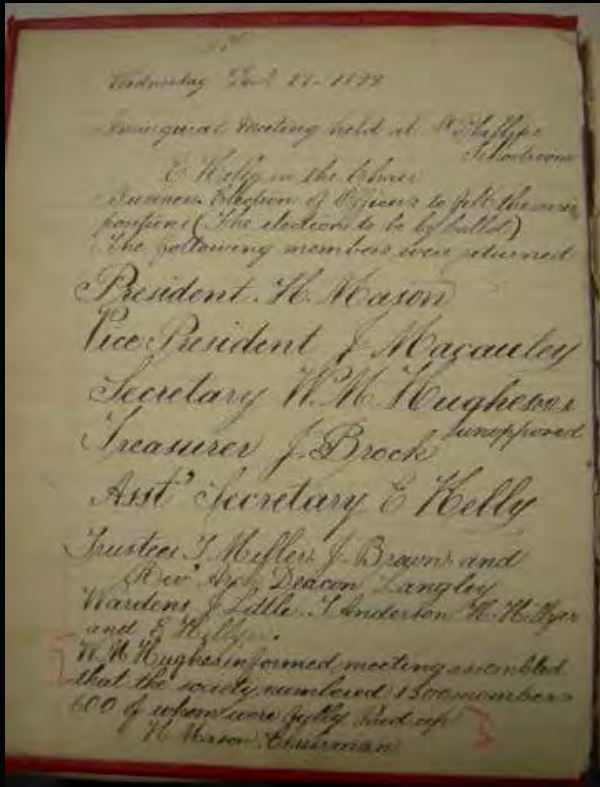 Wednesday Sept 27. 1899
Inaugural Meeting held at St Phillips
Schoolroom
E Kelly in the Chair
Business. Election of Officers to fill the various
positions (The elections to be by ballot)
The following members were returned
President. H. Mason
Vice President J Macauley
Secretary W. M. Hughes
unopposed
Treasurer J. Brock
Asst' Secretary E Kelly
Trustees T. Miller. J. Brown, and
Rev' Arch Deacon Langley
Wardens J Little. T Anderson H. Hillyer
and E Kelly.
W. M Hughes informed meeting assembled
that the society numbered 1300 members
600 of whom were fully paid up
H Mason Chairman